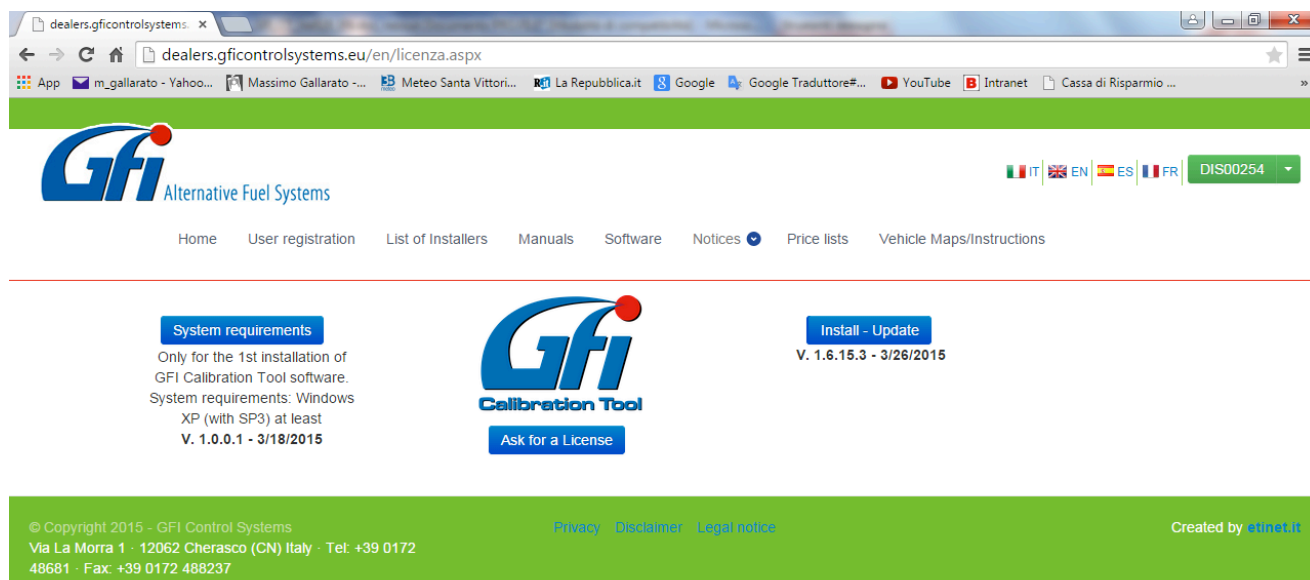 dealers.gficontrolsystems.
dealers.gficontrolsystems.eu/en/licenza.aspx
App m_gallarato - Yahoo... Massimo Gallarato -... Meteo Santa Vittori... La Repubblica.it Google Google Traduttore#... YouTube Intranet Cassa di Risparmio ... »
Gfi Alternative Fuel Systems
IT EN ES FR DIS00254
Home User registration List of Installers Manuals Software Notices Price lists Vehicle Maps/Instructions
System requirements
Only for the 1st installation of
GFI Calibration Tool software.
System requirements: Windows
XP (with SP3) at least
V. 1.0.0.1 - 3/18/2015
Gfi
Calibration Tool
Ask for a License
Install - Update
V. 1.6.15.3 - 3/26/2015
© Copyright 2015 - GFI Control Systems
Via La Morra 1 · 12062 Cherasco (CN) Italy · Tel: +39 0172
48681 · Fax: +39 0172 488237
Privacy Disclaimer Legal notice
Created by etinet.it